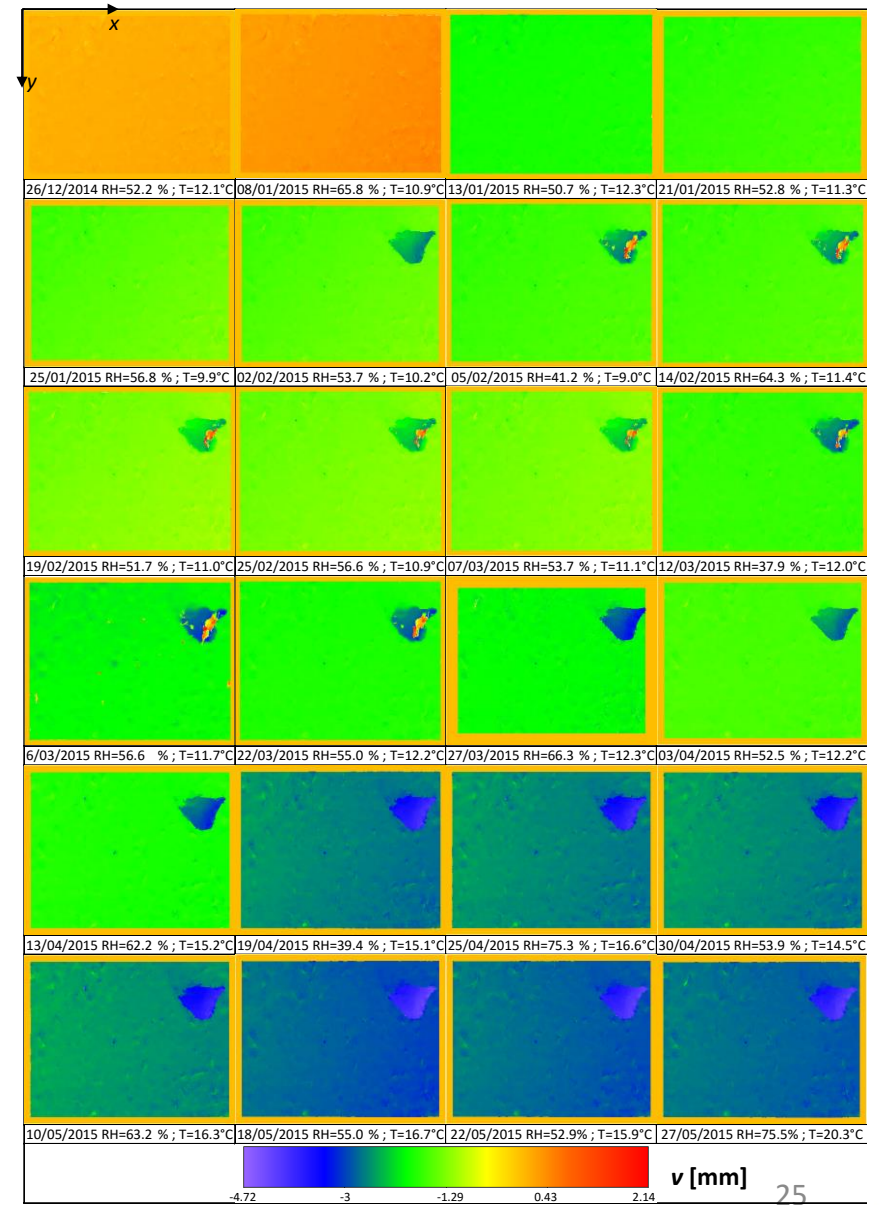 x
y
26/12/2014 RH=52.2 % ; T=12.1°C 08/01/2015 RH=65.8 % ; T=10.9°C 13/01/2015 RH=50.7 % ; T=12.3°C 21/01/2015 RH=52.8 % ; T=11.3°C
25/01/2015 RH=56.8 % ; T=9.9°C 02/02/2015 RH=53.7 % ; T=10.2°C 05/02/2015 RH=41.2 % ; T=9.0°C 14/02/2015 RH=64.3 % ; T=11.4°C
19/02/2015 RH=51.7 % ; T=11.0°C 25/02/2015 RH=56.6 % ; T=10.9°C 07/03/2015 RH=53.7 % ; T=11.1°C 12/03/2015 RH=37.9 % ; T=12.0°C
6/03/2015 RH=56.6 % ; T=11.7°C 22/03/2015 RH=55.0 % ; T=12.2°C 27/03/2015 RH=66.3 % ; T=12.3°C 03/04/2015 RH=52.5 % ; T=12.2°C
13/04/2015 RH=62.2 % ; T=15.2°C 19/04/2015 RH=39.4 % ; T=15.1°C 25/04/2015 RH=75.3 % ; T=16.6°C 30/04/2015 RH=53.9 % ; T=14.5°C
10/05/2015 RH=63.2 % ; T=16.3°C 18/05/2015 RH=55.0 % ; T=16.7°C 22/05/2015 RH=52.9% ; T=15.9°C 27/05/2015 RH=75.5% ; T=20.3°C
v [mm]
-4.72 -3 -1.29 0.43 2.14
25